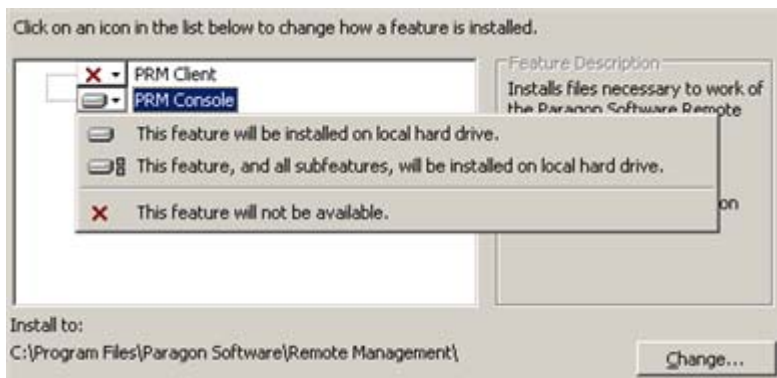 Click on an icon in the list below to change how a feature is installed.
PRM Client
PRM Console
Feature Description
Installs files necessary to work of
the Paragon Software Remote
This feature will be installed on local hard drive.
This feature, and all subfeatures, will be installed on local hard drive.
This feature will not be available.
on
Install to:
C:\Program Files\Paragon Software\Remote Management\
Change...